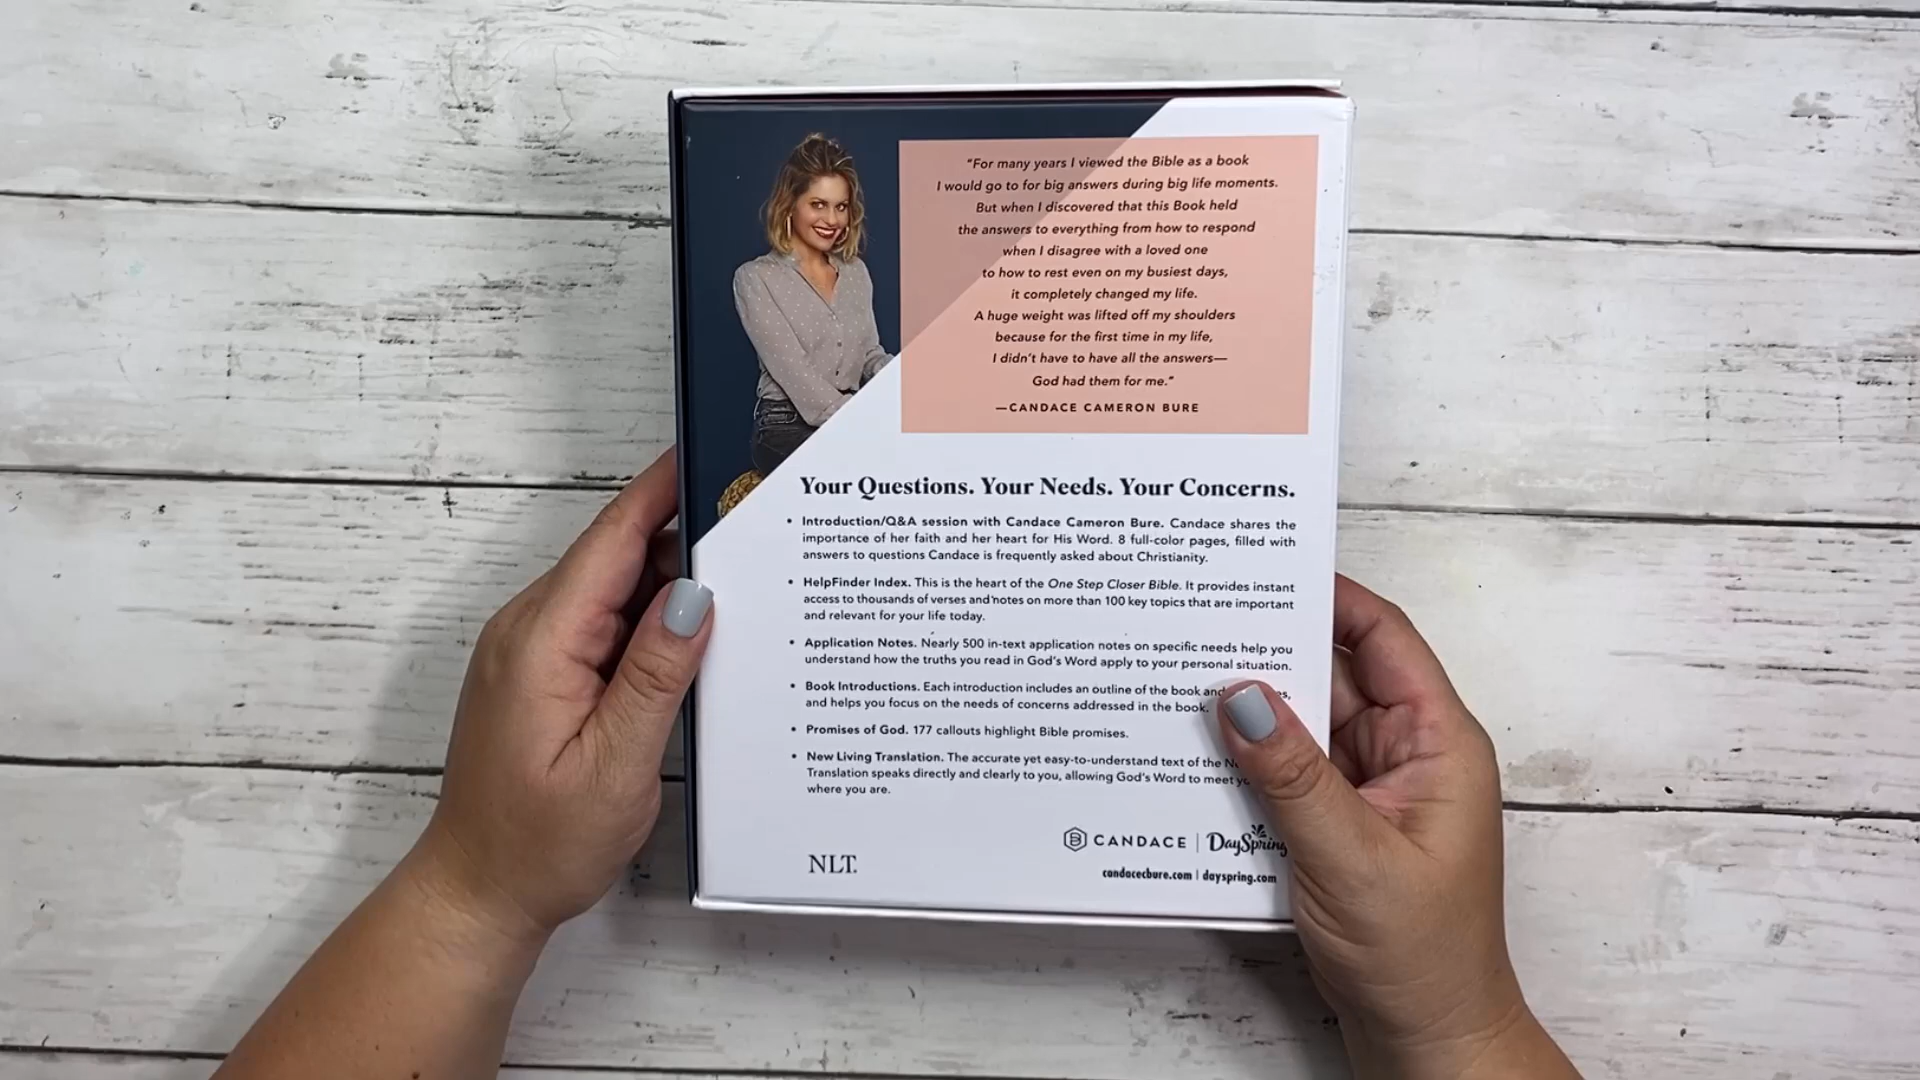 "For many years I viewed the Bible as a book
I would go to for big answers during big life moments.
But when I discovered that this Book held
the answers to everything from how to respond
when I disagree with a loved one
to how to rest even on my busiest days,
it completely changed my life.
A huge weight was lifted off my shoulders
because for the first time in my life,
I didn't have to have all the answers—
God had them for me."
—CANDACE CAMERON BURE
Your Questions. Your Needs. Your Concerns.
• Introduction/Q&A session with Candace Cameron Bure. Candace shares the
importance of her faith and her heart for His Word. 8 full-color pages, filled with
answers to questions Candace is frequently asked about Christianity.
• HelpFinder Index. This is the heart of the One Step Closer Bible. It provides instant
access to thousands of verses and notes on more than 100 key topics that are important
and relevant for your life today.
• Application Notes. Nearly 500 in-text application notes on specific needs help you
understand how the truths you read in God's Word apply to your personal situation.
• Book Introductions. Each introduction includes an outline of the book and
and helps you focus on the needs of concerns addressed in the book.
• Promises of God. 177 callouts highlight Bible promises.
• New Living Translation. The accurate yet easy-to-understand text of the
Translation speaks directly and clearly to you, allowing God's Word to meet
where you are.
CANDACE | DaySpring
NLT.
candacecbure.com | dayspring.com